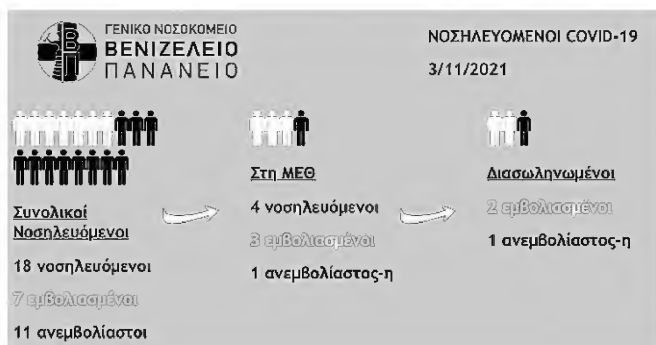 ΓΕΝΙΚΟ ΝΟΣΟΚΟΜΕΙΟ
ΒΕΝΙΖΕΛΕΙΟ
ΠΑΝΑΝΕΙΟ
ΝΟΣΗΛΕΥΟΜΕΝΟΙ COVID-19
3/11/2021
Συνολικοί
Νοσηλευόμενοι
18 νοσηλευόμενοι
7 εμβολιασμένοι
11 ανεμβολίαστοι
Στη ΜΕΘ
4 νοσηλευόμενοι
3 εμβολιασμένοι
1 ανεμβολίαστος-η
Διασωληνωμένοι
2 εμβολιασμένοι
1 ανεμβολίαστος-η